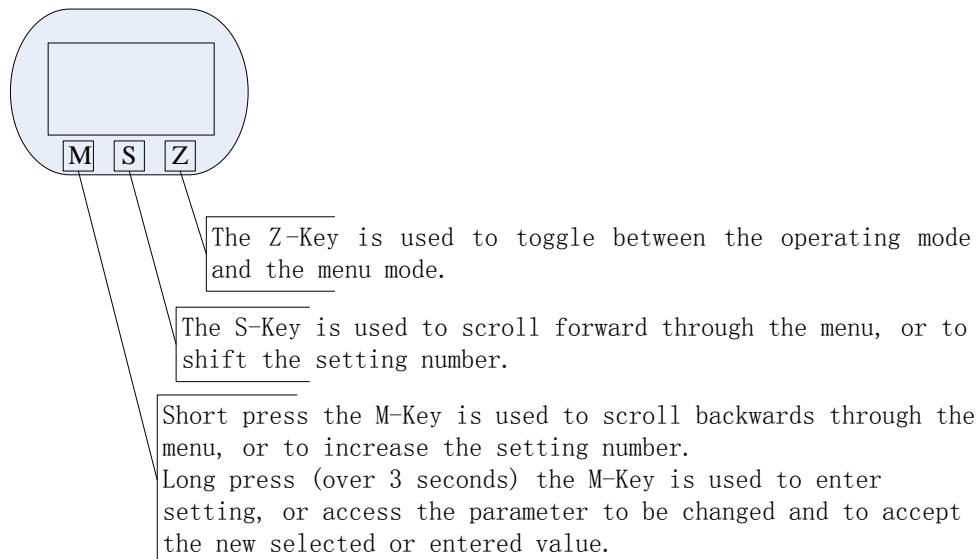 M S Z
The Z-Key is used to toggle between the operating mode
and the menu mode.
The S-Key is used to scroll forward through the menu, or to
shift the setting number.
Short press the M-Key is used to scroll backwards through the
menu, or to increase the setting number.
Long press (over 3 seconds) the M-Key is used to enter
setting, or access the parameter to be changed and to accept
the new selected or entered value.